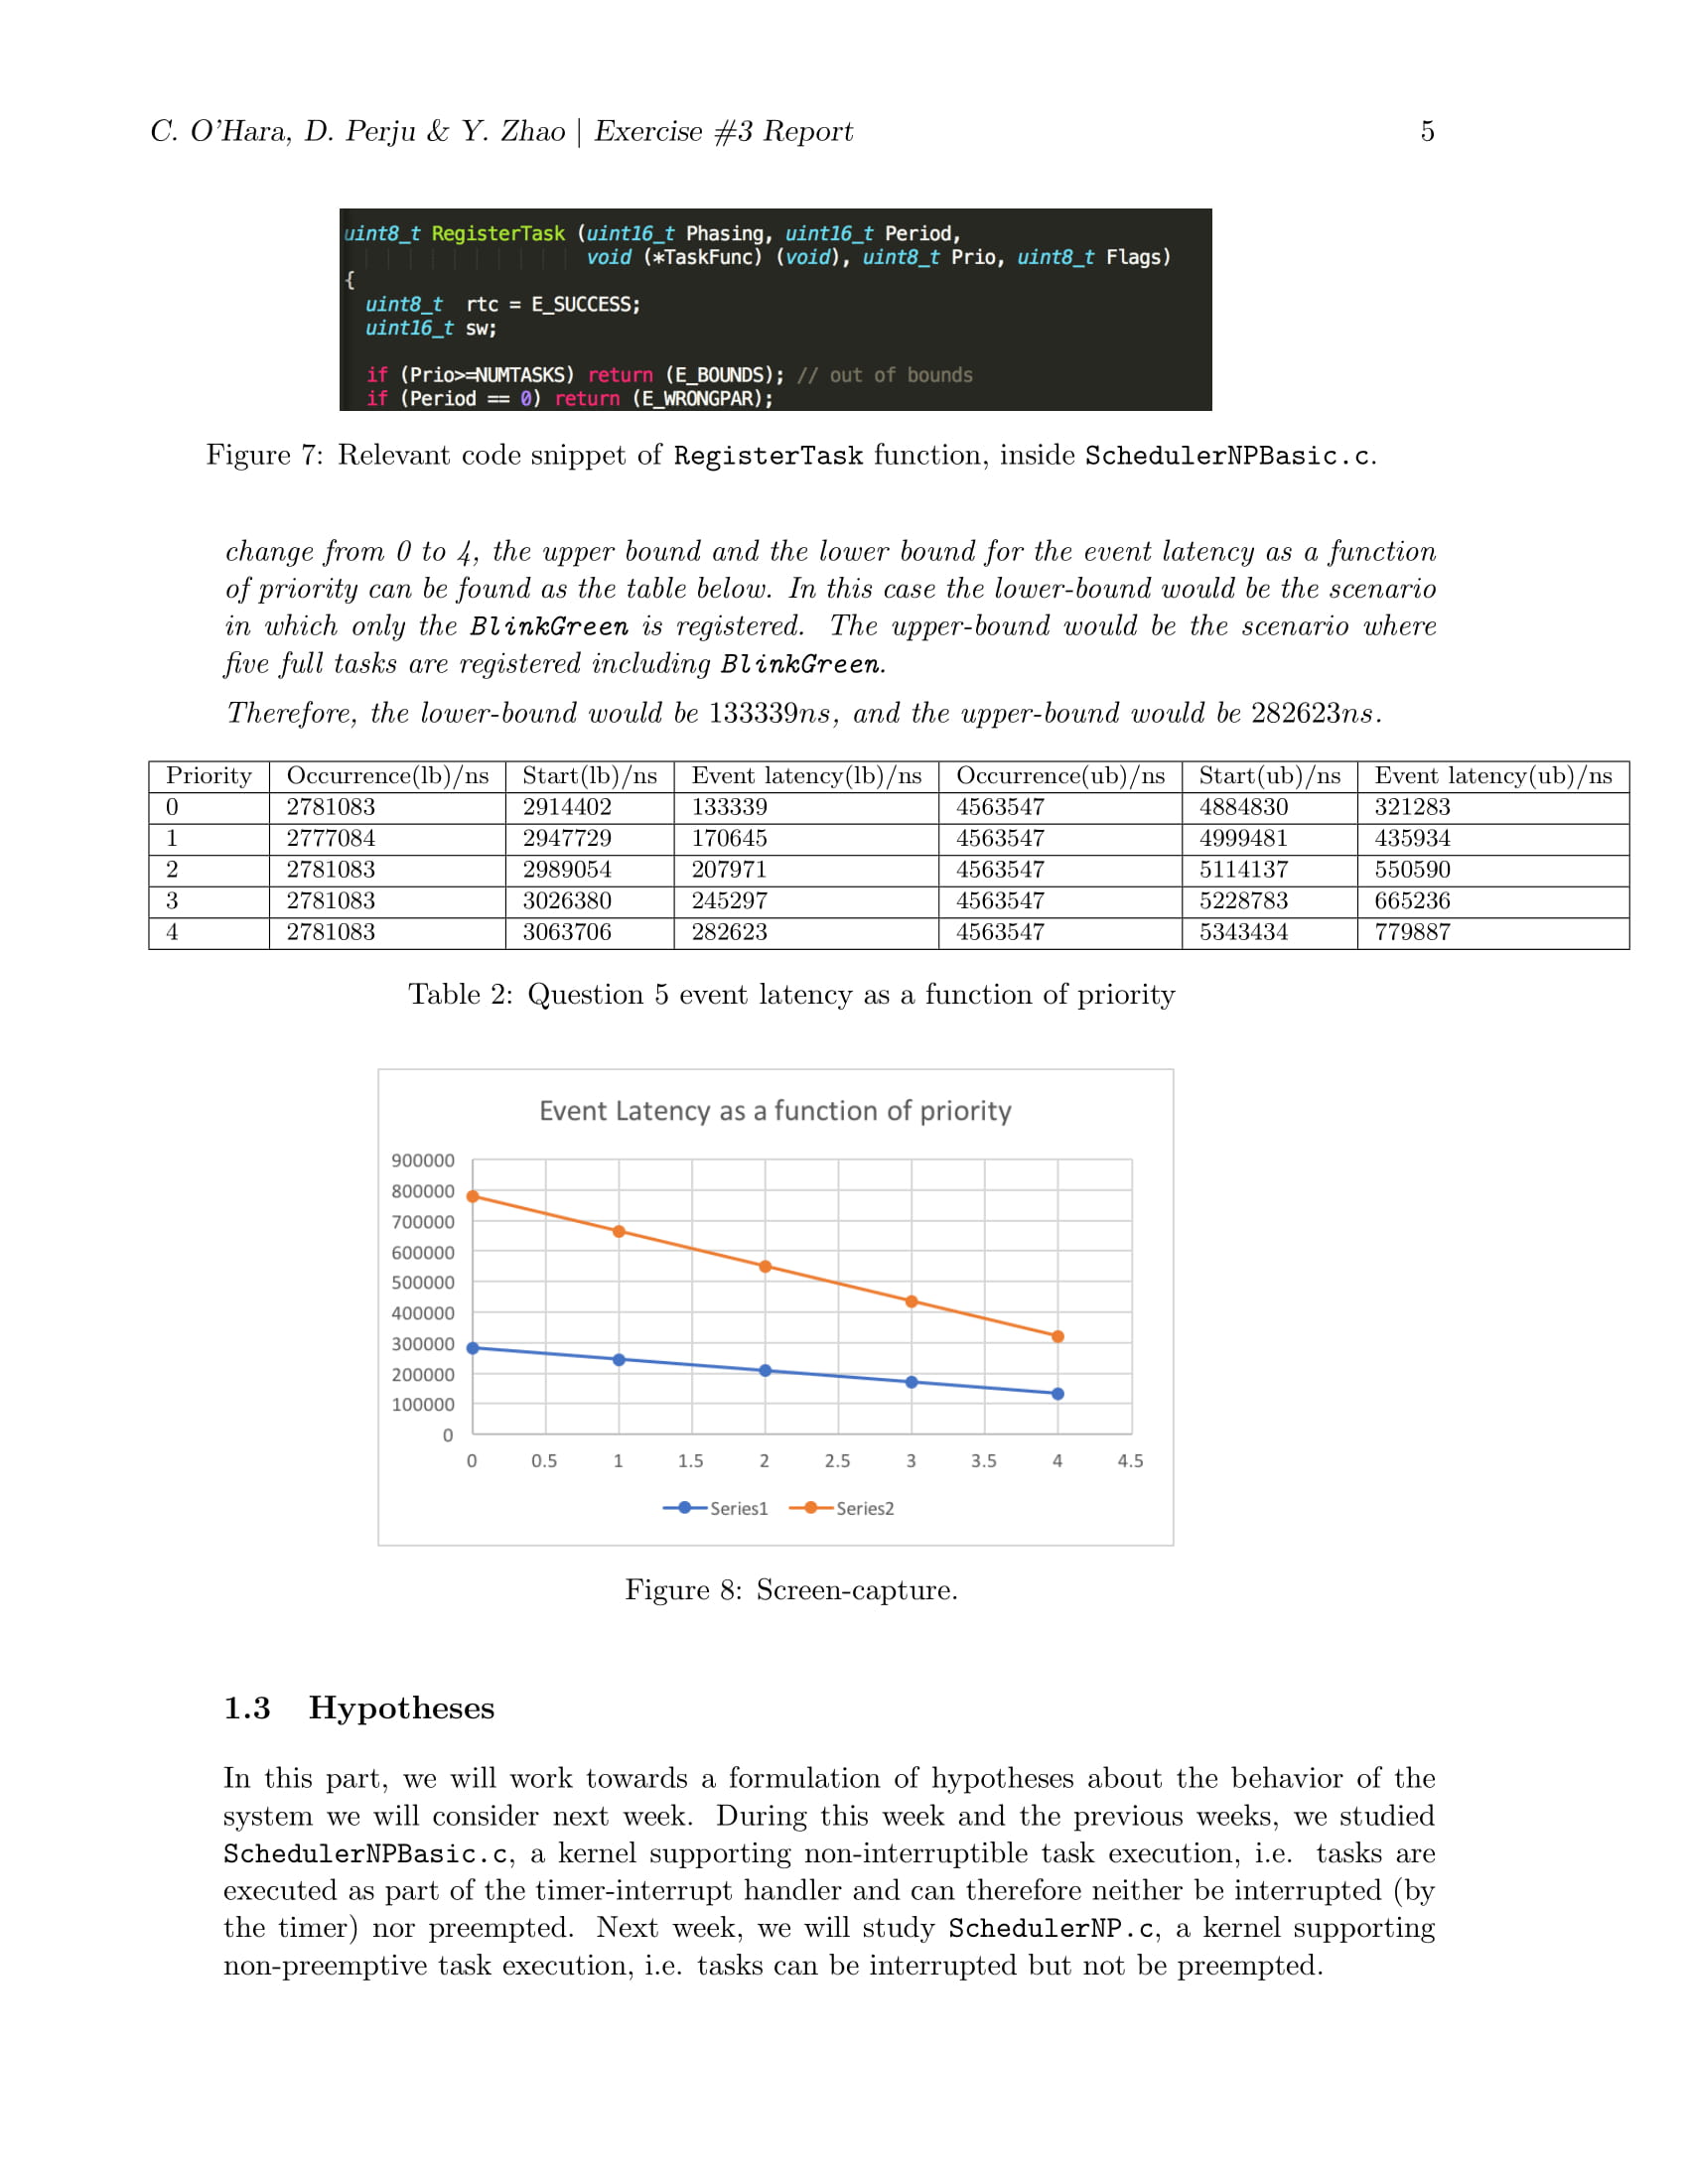 C. O'Hara, D. Perju & Y. Zhao | Exercise #3 Report 5
uint8_t RegisterTask (uint16_t Phasing, uint16_t Period,
void (*TaskFunc) (void), uint8_t Prio, uint8_t Flags)
{
uint8_t rtc = E_SUCCESS;
uint16_t sw;
if (Prio>=NUMTASKS) return (E_BOUNDS); // out of bounds
if (Period == 0) return (E_WRONGPAR);
Figure 7: Relevant code snippet of RegisterTask function, inside SchedulerNPBasic.c.
change from 0 to 4, the upper bound and the lower bound for the event latency as a function
of priority can be found as the table below. In this case the lower-bound would be the scenario
in which only the BlinkGreen is registered. The upper-bound would be the scenario where
five full tasks are registered including BlinkGreen.
Therefore, the lower-bound would be 133339ns, and the upper-bound would be 282623ns.
Priority Occurrence(lb)/ns Start(lb)/ns Event latency(lb)/ns Occurrence(ub)/ns Start(ub)/ns Event latency(ub)/ns
0 2781083 2914402 133339 4563547 4884830 321283
1 2777084 2947729 170645 4563547 4999481 435934
2 2781083 2989054 207971 4563547 5114137 550590
3 2781083 3026380 245297 4563547 5228783 665236
4 2781083 3063706 282623 4563547 5343434 779887
Table 2: Question 5 event latency as a function of priority
Event Latency as a function of priority
900000
800000
700000
600000
500000
400000
300000
200000
100000
0
0 0.5 1 1.5 2 2.5 3 3.5 4 4.5
Series1 Series2
Figure 8: Screen-capture.
1.3 Hypotheses
In this part, we will work towards a formulation of hypotheses about the behavior of the
system we will consider next week. During this week and the previous weeks, we studied
SchedulerNPBasic.c, a kernel supporting non-interruptible task execution, i.e. tasks are
executed as part of the timer-interrupt handler and can therefore neither be interrupted (by
the timer) nor preempted. Next week, we will study SchedulerNP.c, a kernel supporting
non-preemptive task execution, i.e. tasks can be interrupted but not be preempted.